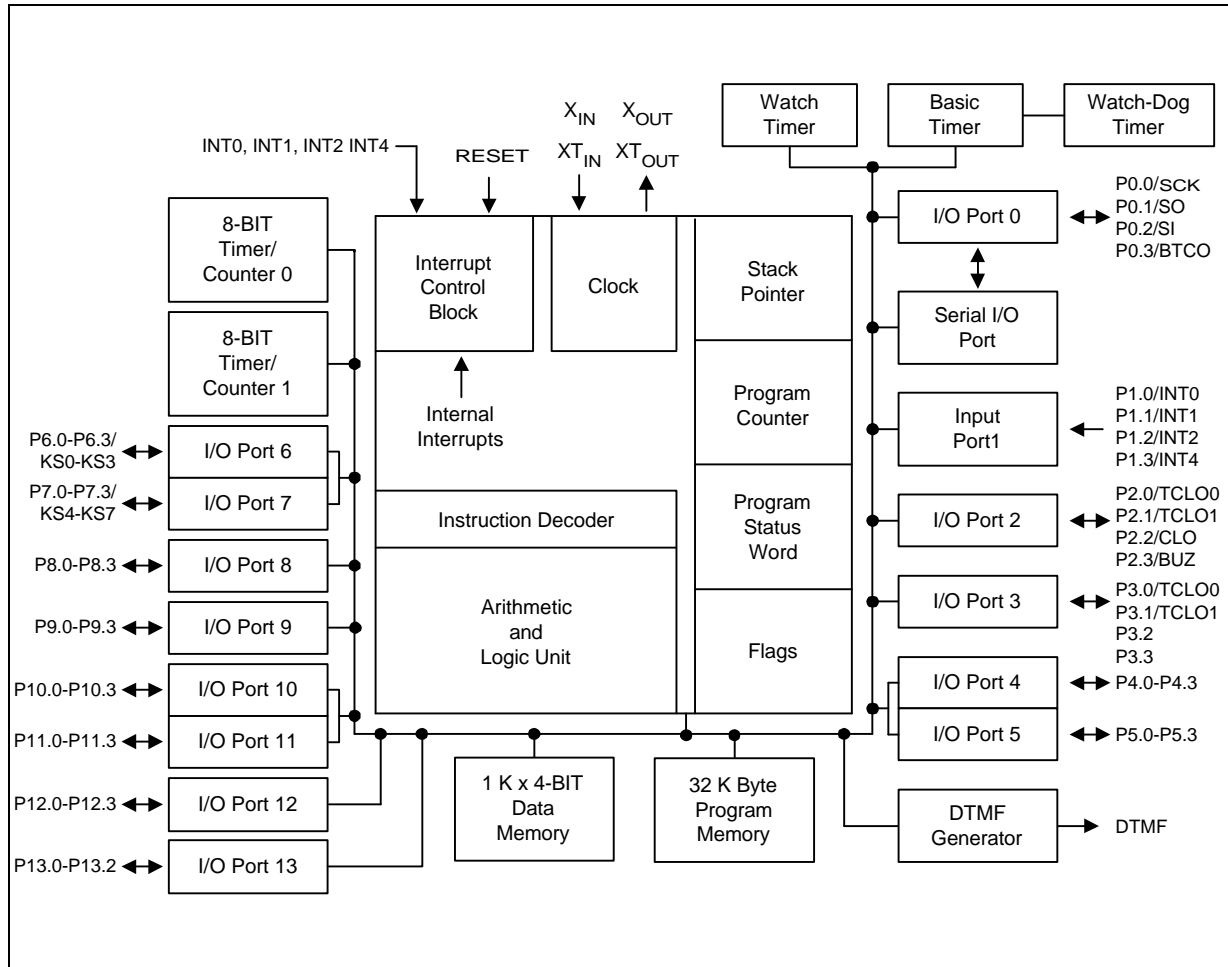 Watch
Timer
Basic
Timer
Watch-Dog
Timer
X IN X OUT
XT IN XT OUT
INT0, INT1, INT2 INT4
RESET
8-BIT
Timer/
Counter 0
8-BIT
Timer/
Counter 1
P6.0-P6.3/
KS0-KS3
I/O Port 6
P7.0-P7.3/
KS4-KS7
I/O Port 7
P8.0-P8.3
I/O Port 8
P9.0-P9.3
I/O Port 9
P10.0-P10.3
I/O Port 10
P11.0-P11.3
I/O Port 11
P12.0-P12.3
I/O Port 12
P13.0-P13.2
I/O Port 13
Interrupt
Control
Block
Clock
Internal
Interrupts
Instruction Decoder
Arithmetic
and
Logic Unit
Stack
Pointer
Program
Counter
Program
Status
Word
Flags
1 K x 4-BIT
Data
Memory
32 K Byte
Program
Memory
I/O Port 0
P0.0/SCK
P0.1/SO
P0.2/SI
P0.3/BTCO
Serial I/O
Port
Input
Port1
P1.0/INT0
P1.1/INT1
P1.2/INT2
P1.3/INT4
I/O Port 2
P2.0/TCLO0
P2.1/TCLO1
P2.2/CLO
P2.3/BUZ
I/O Port 3
P3.0/TCLO0
P3.1/TCLO1
P3.2
P3.3
I/O Port 4
P4.0-P4.3
I/O Port 5
P5.0-P5.3
DTMF
Generator
DTMF